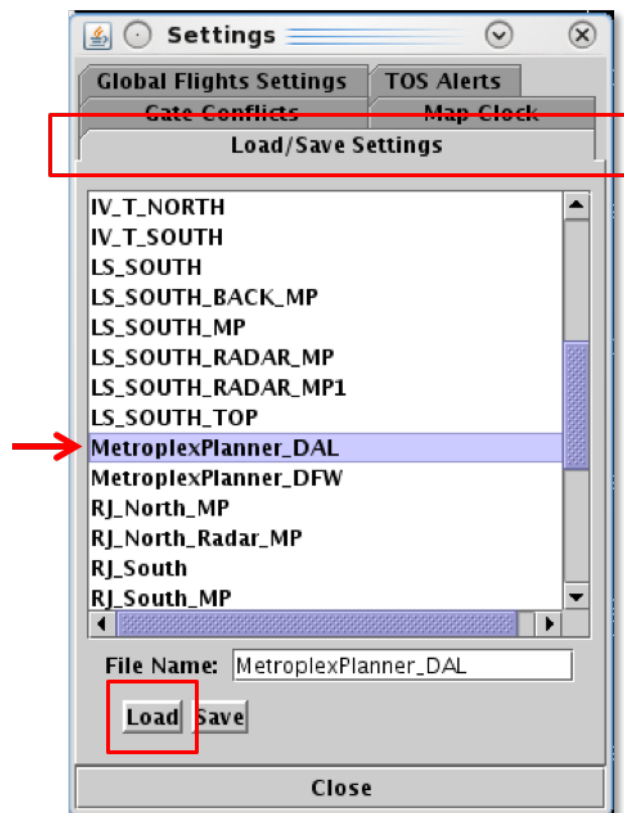 Settings
Global Flights Settings TOS Alerts
Gate Conflicts Map Clock
Load/Save Settings
IV_T_NORTH
IV_T_SOUTH
LS_SOUTH
LS_SOUTH_BACK_MP
LS_SOUTH_MP
LS_SOUTH_RADAR_MP
LS_SOUTH_RADAR_MP1
LS_SOUTH_TOP
MetroplexPlanner_DAL
MetroplexPlanner_DFW
RJ_North_MP
RJ_North_Radar_MP
RJ_South
RJ_South_MP
File Name: MetroplexPlanner_DAL
Load Save
Close